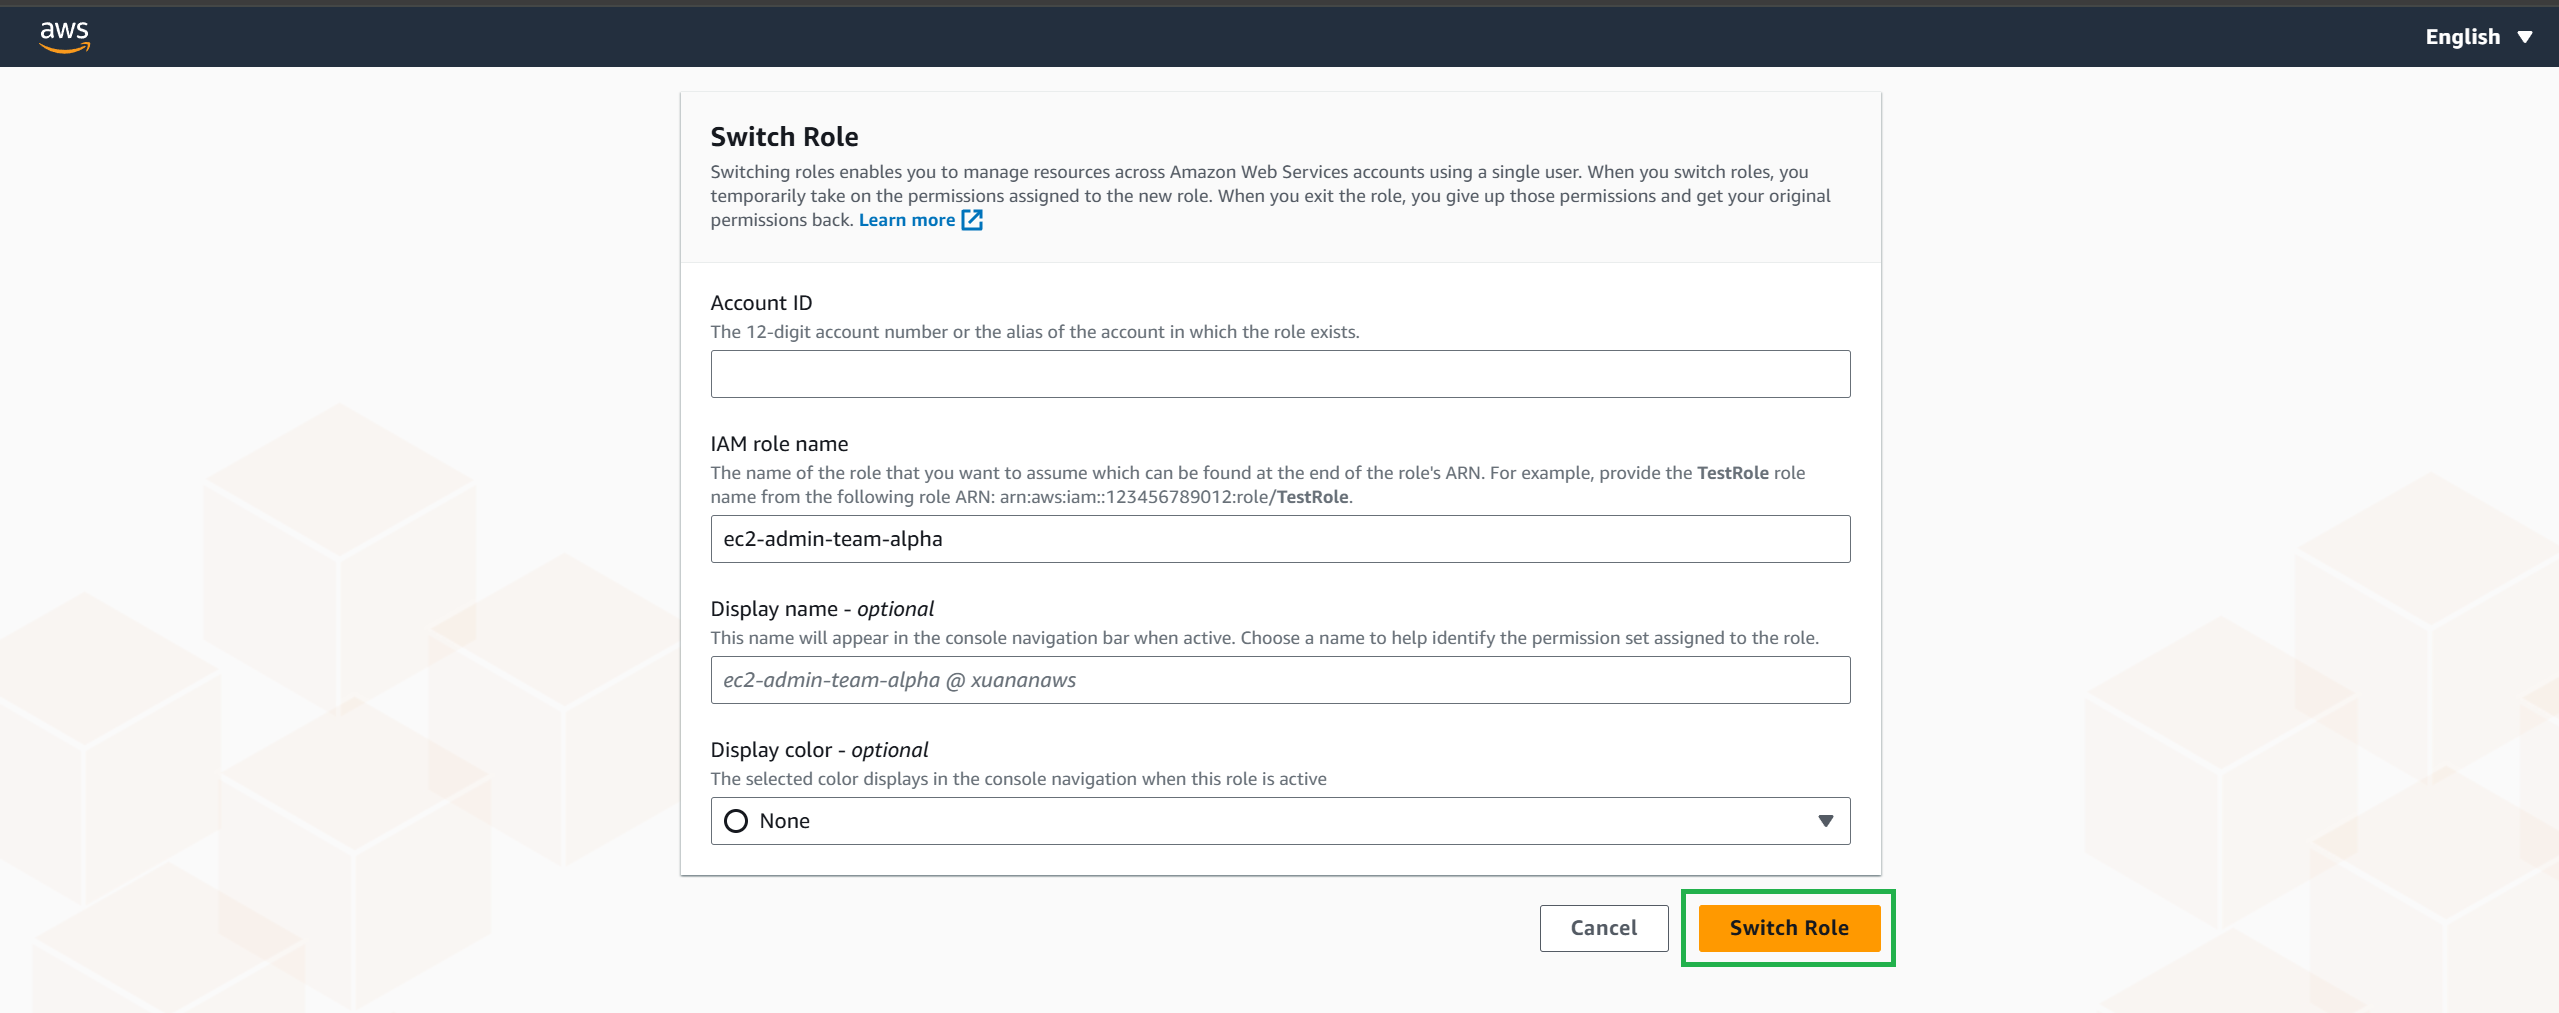 aws
English
Switch Role
Switching roles enables you to manage resources across Amazon Web Services accounts using a single user. When you switch roles, you
temporarily take on the permissions assigned to the new role. When you exit the role, you give up those permissions and get your original
permissions back. Learn more
Account ID
The 12-digit account number or the alias of the account in which the role exists.
IAM role name
The name of the role that you want to assume which can be found at the end of the role's ARN. For example, provide the TestRole role
name from the following role ARN: arn:aws:iam::123456789012:role/TestRole.
ec2-admin-team-alpha
Display name - optional
This name will appear in the console navigation bar when active. Choose a name to help identify the permission set assigned to the role.
ec2-admin-team-alpha @ xuananaws
Display color - optional
The selected color displays in the console navigation when this role is active
None
Cancel
Switch Role